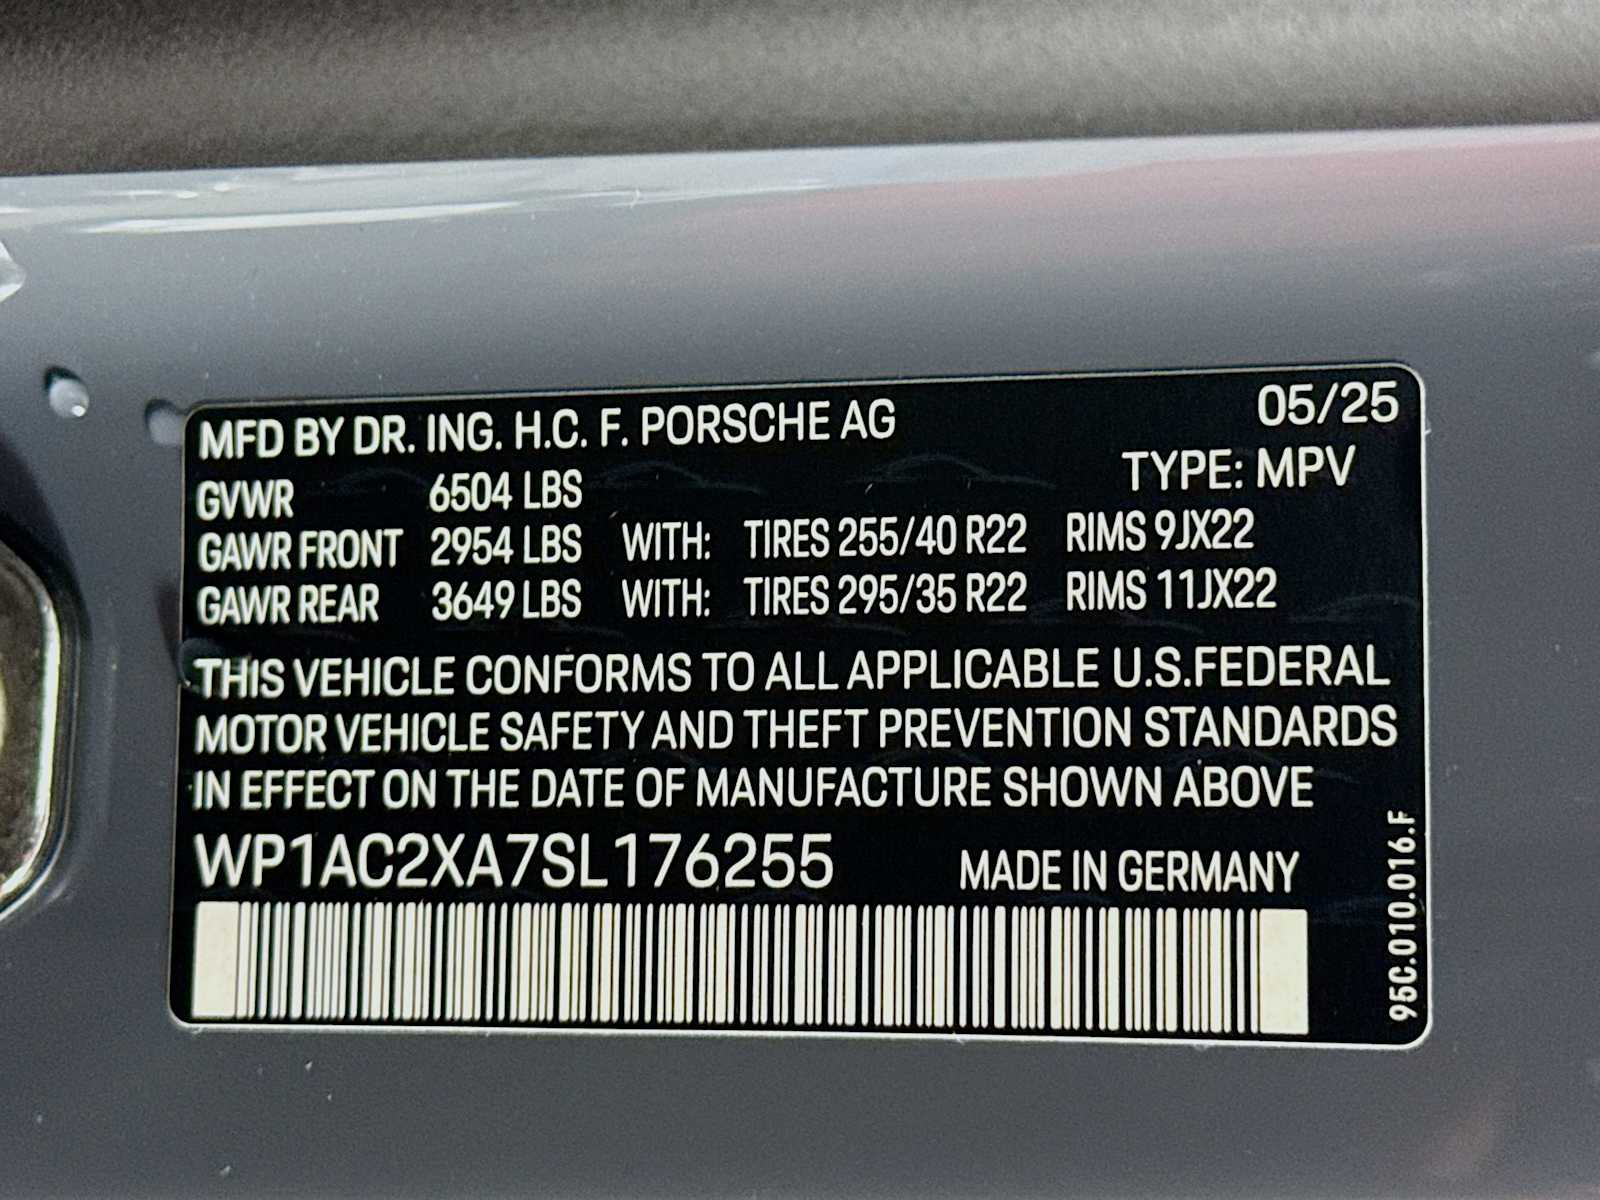 MFD BY DR. ING. H.C. F. PORSCHE AG 05/25
TYPE: MPV
GVWR 6504 LBS
GAWR FRONT 2954 LBS WITH: TIRES 255/40 R22 RIMS 9JX22
GAWR REAR 3649 LBS WITH: TIRES 295/35 R22 RIMS 11JX22
THIS VEHICLE CONFORMS TO ALL APPLICABLE U.S.FEDERAL
MOTOR VEHICLE SAFETY AND THEFT PREVENTION STANDARDS
IN EFFECT ON THE DATE OF MANUFACTURE SHOWN ABOVE
WP1AC2XA7SL176255 MADE IN GERMANY
95C.010.016.F